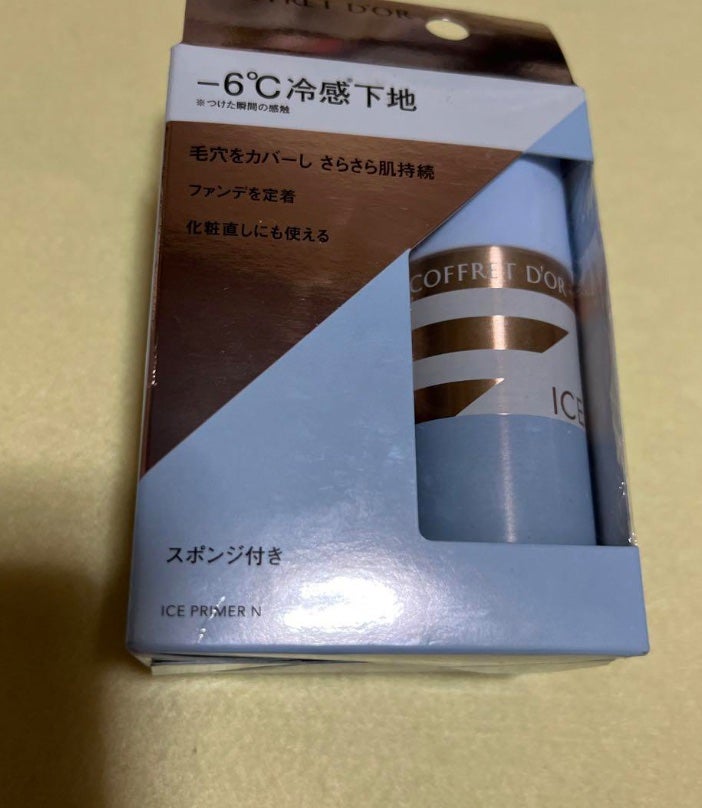 COFFRET D'OR
−6℃冷感*下地
※つけた瞬間の感触
毛穴をカバーし さらさら肌持続
ファンデを定着
化粧直しにも使える
COFFRET D'OR
ICE
スポンジ付き
ICE PRIMER N